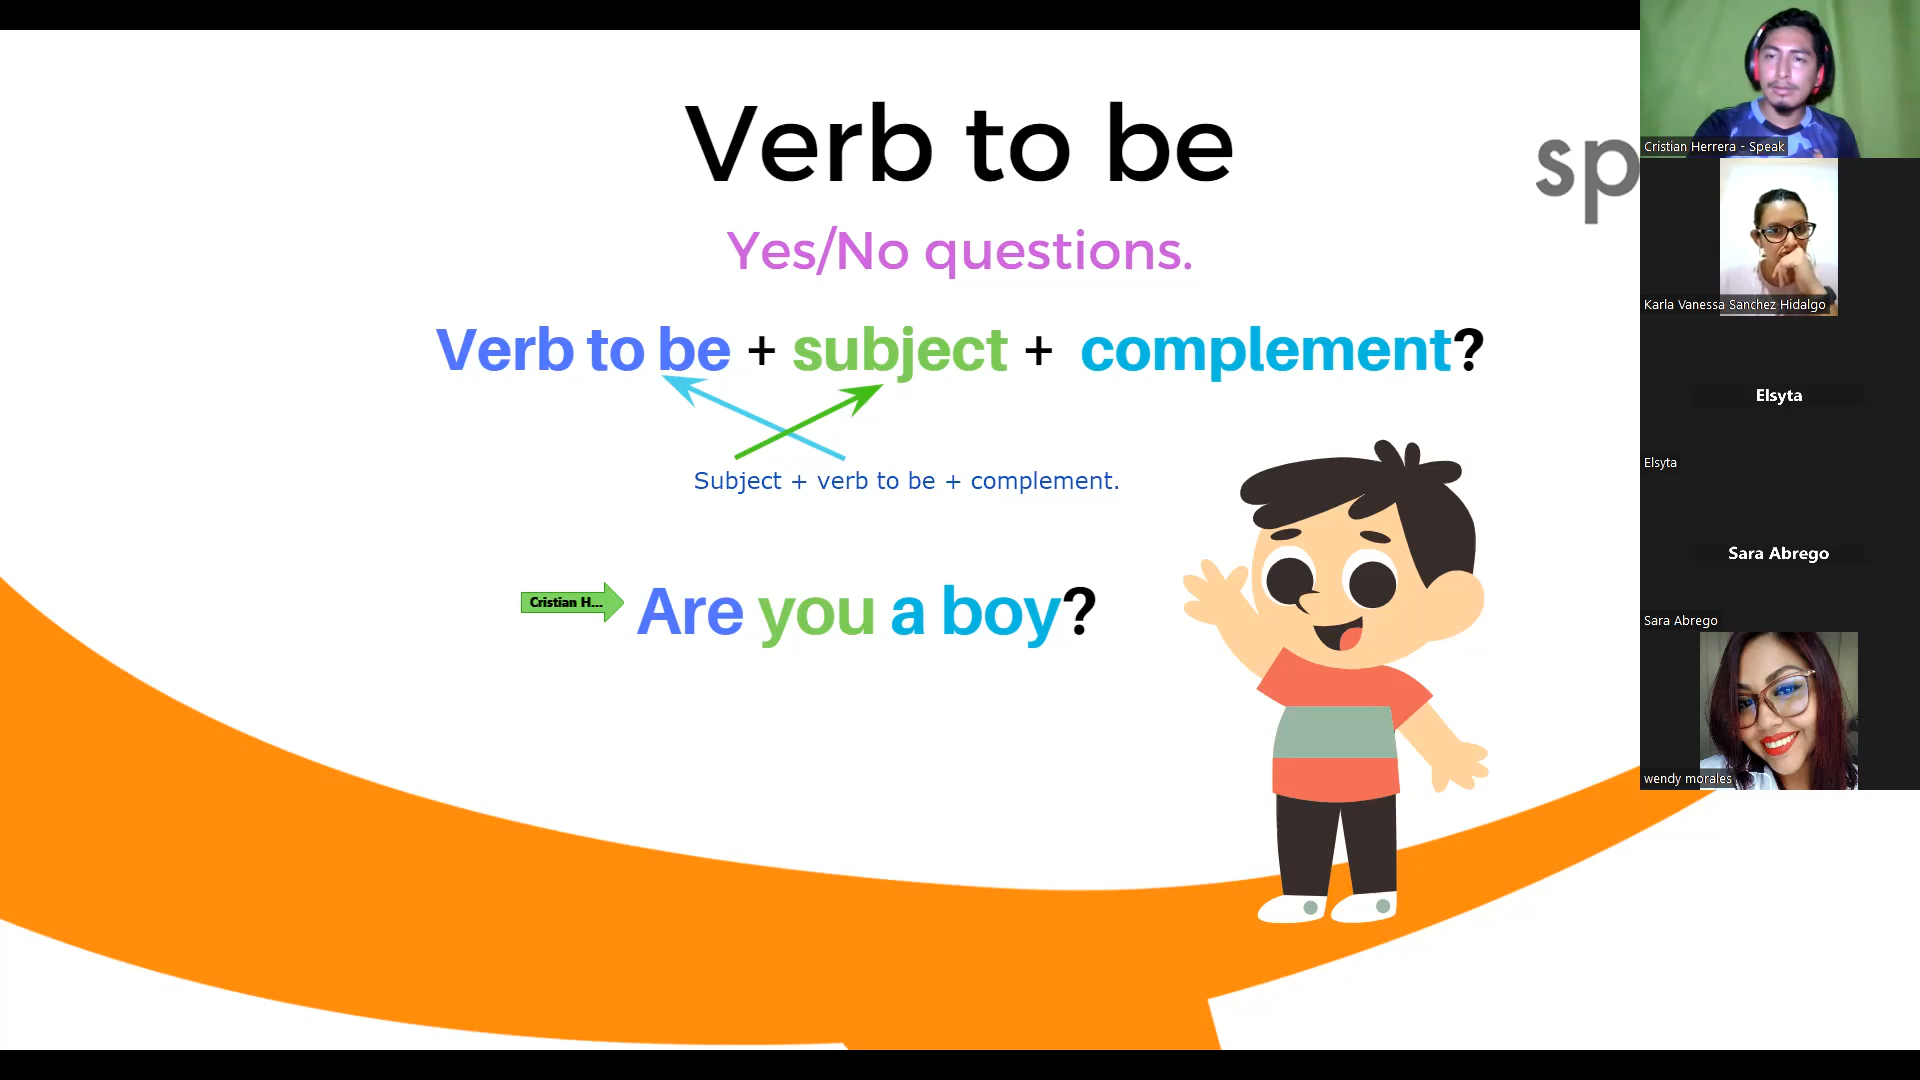 Verb to be
sp
Yes/No questions.
Verb to be + subject + complement?
Subject + verb to be + complement.
Cristian H...
Are you a boy?
Cristian Herrera - Speak
Karla Vanessa Sanchez Hidalgo
Elsyta
Elsyta
Sara Abrego
Sara Abrego
wendy morales